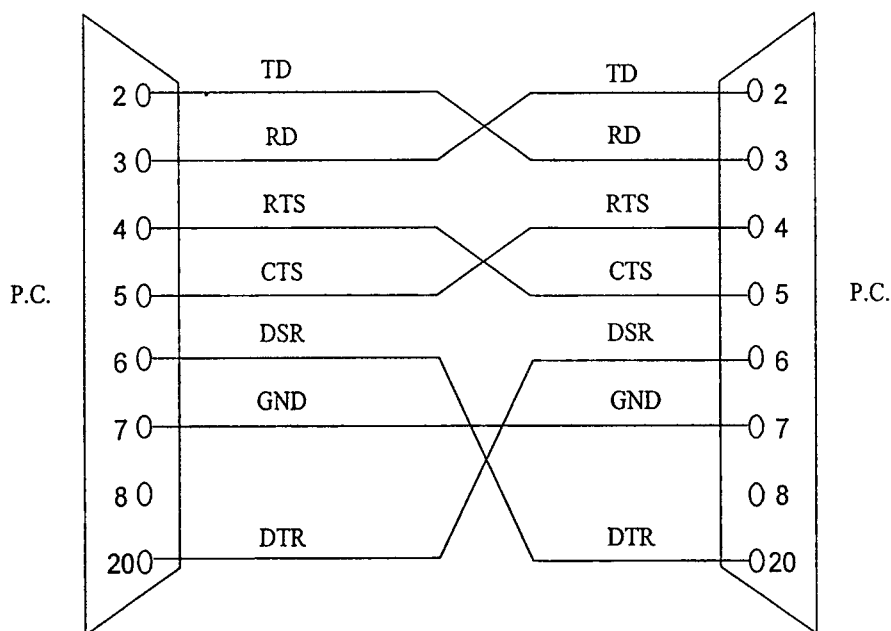 TD TD
2 2
RD RD
3 3
RTS RTS
4 4
CTS CTS
P.C. 5 5 P.C.
DSR DSR
6 6
GND GND
7 7
8 8
DTR DTR
20 20